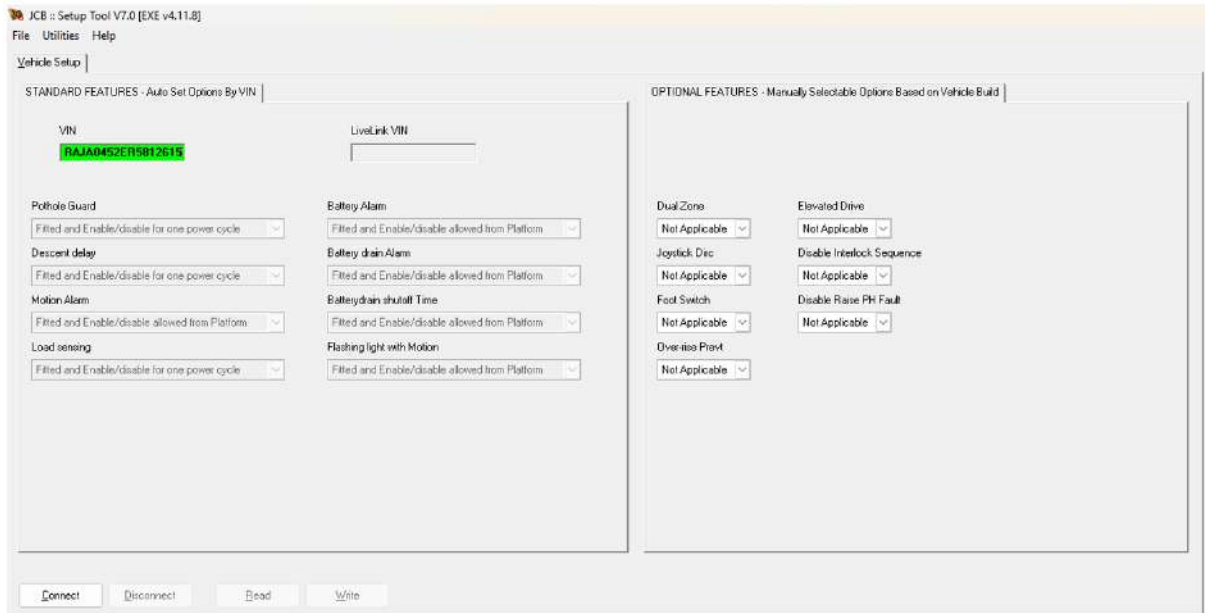 JCB :: Setup Tool V7.0 [EXE v4.11.8]
File Utilities Help
Vehicle Setup
STANDARD FEATURES - Auto Set Options By VIN
VIN
LiveLink VIN
RAJA0452ER5812615
Pothole Guard
Battery Alarm
Fitted and Enable/disable for one power cycle
Fitted and Enable/disable allowed from Platform
Descent delay
Battery drain Alarm
Fitted and Enable/disable for one power cycle
Fitted and Enable/disable allowed from Platform
Motion Alarm
Batterydrain shutoff Time
Fitted and Enable/disable allowed from Platform
Fitted and Enable/disable allowed from Platform
Load sensing
Flashing light with Motion
Fitted and Enable/disable for one power cycle
Fitted and Enable/disable allowed from Platform
OPTIONAL FEATURES - Manually Selectable Options Based on Vehicle Build
Dual Zone
Elevated Drive
Not Applicable
Not Applicable
Joystick Dirc
Disable Interlock Sequence
Not Applicable
Not Applicable
Foot Switch
Disable Raise PH Fault
Not Applicable
Not Applicable
Over-rise Prevt
Not Applicable
Connect
Disconnect
Read
Write